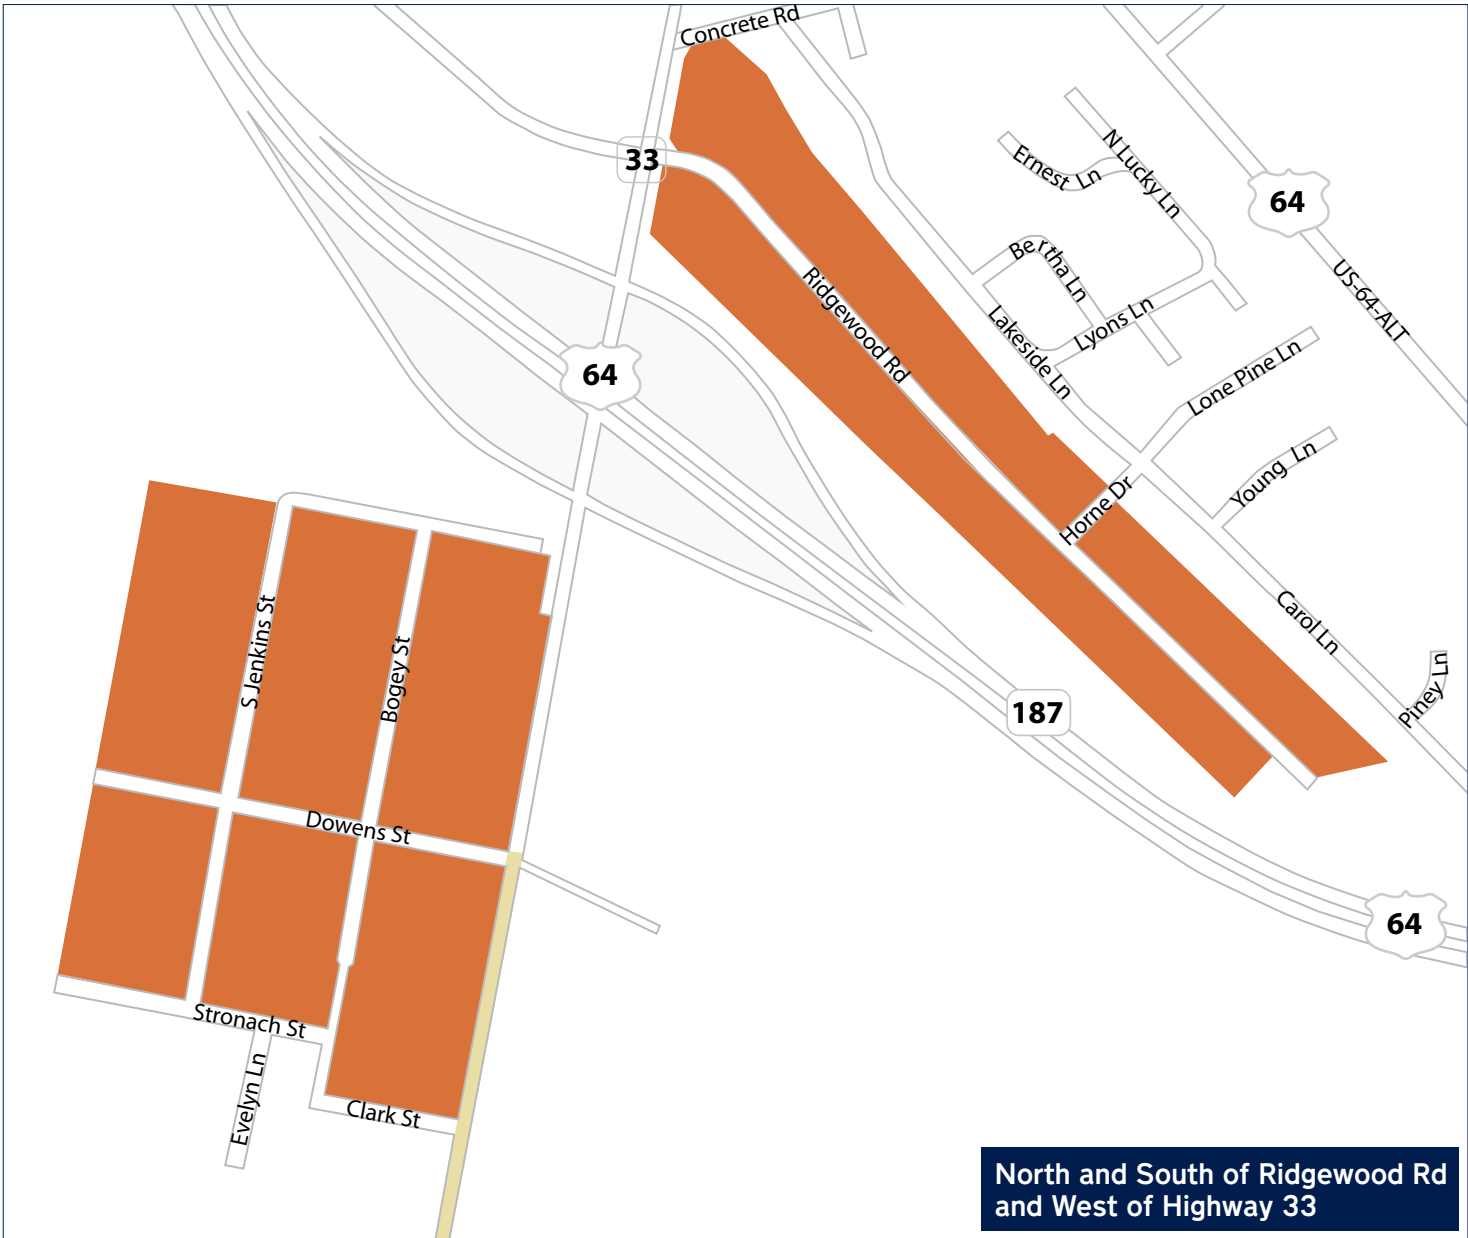 Concrete Rd
33
N Lucky Ln
Ernest Ln
64
Bertha Ln
US-64-ALT
Ridgewood Rd
Lakeside Ln
Lyons Ln
Lone Pine Ln
64
Young Ln
Horne Dr
S Jenkins St
Bogey St
Carol Ln
Piney Ln
187
Dowens St
64
Stronach St
Evelyn Ln
Clark St
North and South of Ridgewood Rd
and West of Highway 33